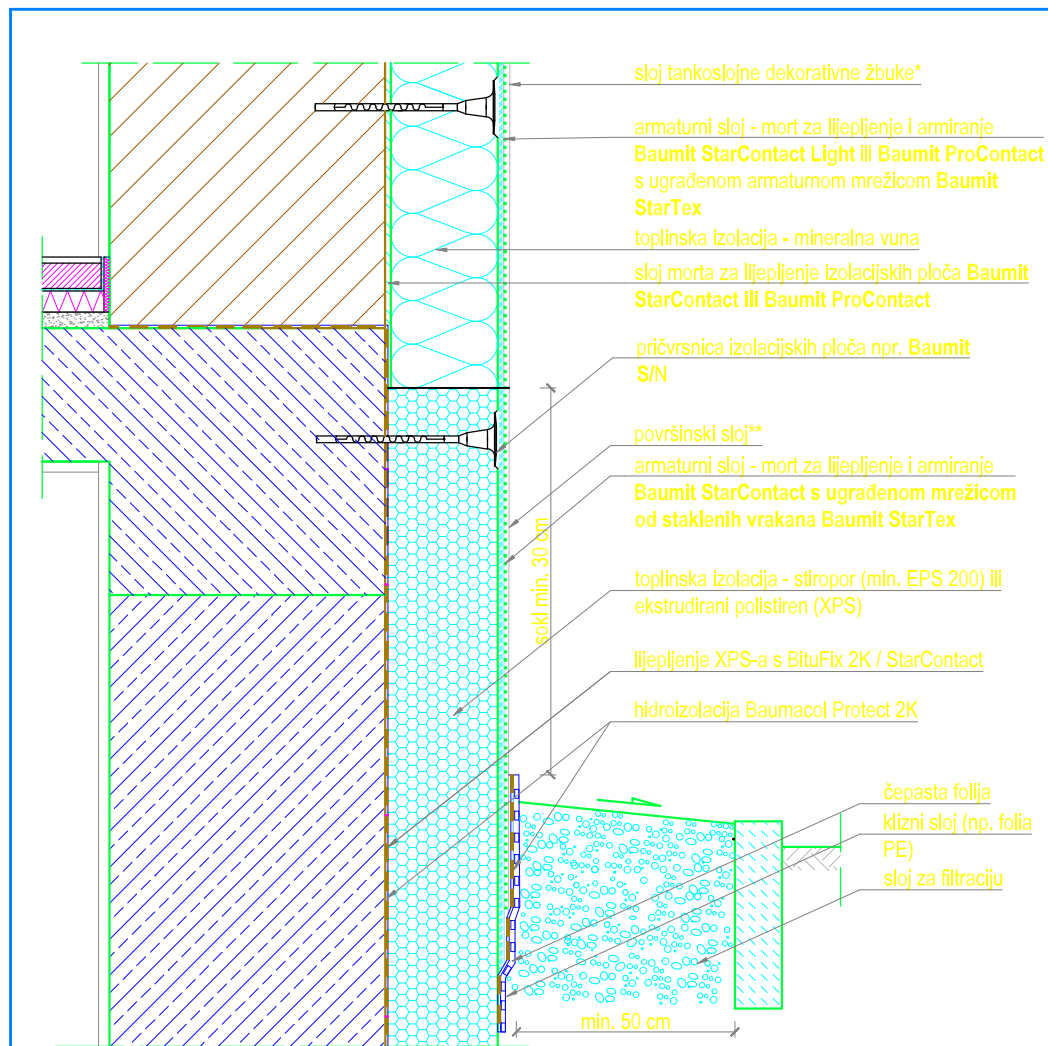 sloj tankoslojne dekorativne žbuke*
armaturni sloj - mort za lijepljenje i armiranje
Baumit StarContact Light ili Baumit ProContact
s ugrađenom armaturnom mrežicom Baumit
StarTex
toplinska izolacija - mineralna vuna
sloj morta za lijepljenje izolacijskih ploča Baumit
StarContact ili Baumit ProContact
pričvrsnica izolacijskih ploča npr. Baumit
S/N
površinski sloj**
armaturni sloj - mort za lijepljenje i armiranje
Baumit StarContact s ugrađenom mrežicom
od staklenih vrakana Baumit StarTex
sokl min. 30 cm
toplinska izolacija - stiropor (min. EPS 200) ili
ekstrudirani polistiren (XPS)
lijepljenje XPS-a s BituFix 2K / StarContact
hidroizolacija Baumacol Protect 2K
čepasta folija
klizni sloj (np. folia
PE)
sloj za filtraciju
min. 50 cm